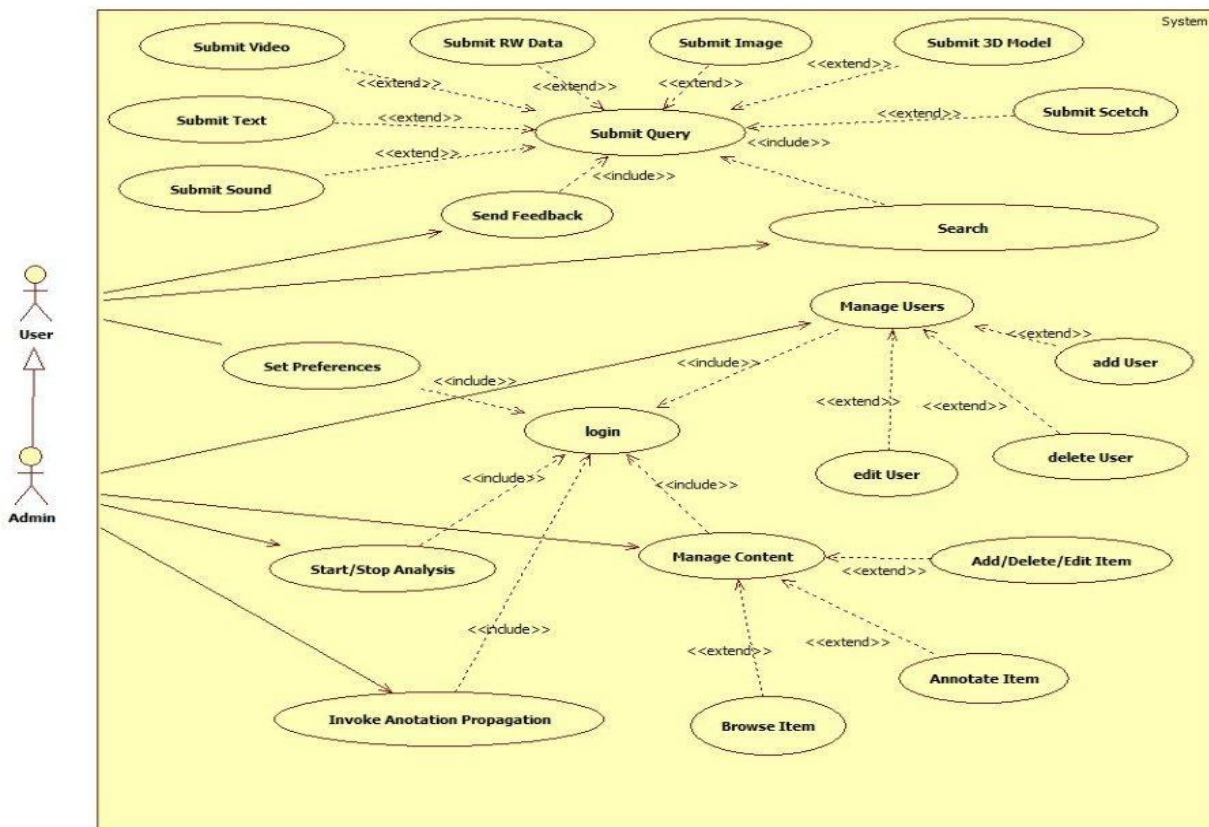 System
Submit Video
Submit RW Data
Submit Image
Submit 3D Model
<<extend>>
<<extend>>
<<extend>>
<<extend>>
Submit Text
<<extend>>
Submit Query
<<extend>>
Submit Scetch
<<include>>
<<extend>>
Submit Sound
<<include>>
Send Feedback
Search
User
Manage Users
<<extend>>
add User
Set Preferences
<<include>>
<<include>>
<<extend>>
<<extend>>
login
edit User
delete User
Admin
<<include>>
<<include>>
Start/Stop Analysis
Manage Content
<<extend>>
Add/Delete/Edit Item
<<include>>
<<extend>>
<<extend>>
Annotate Item
Invoke Anotation Propagation
Browse Item